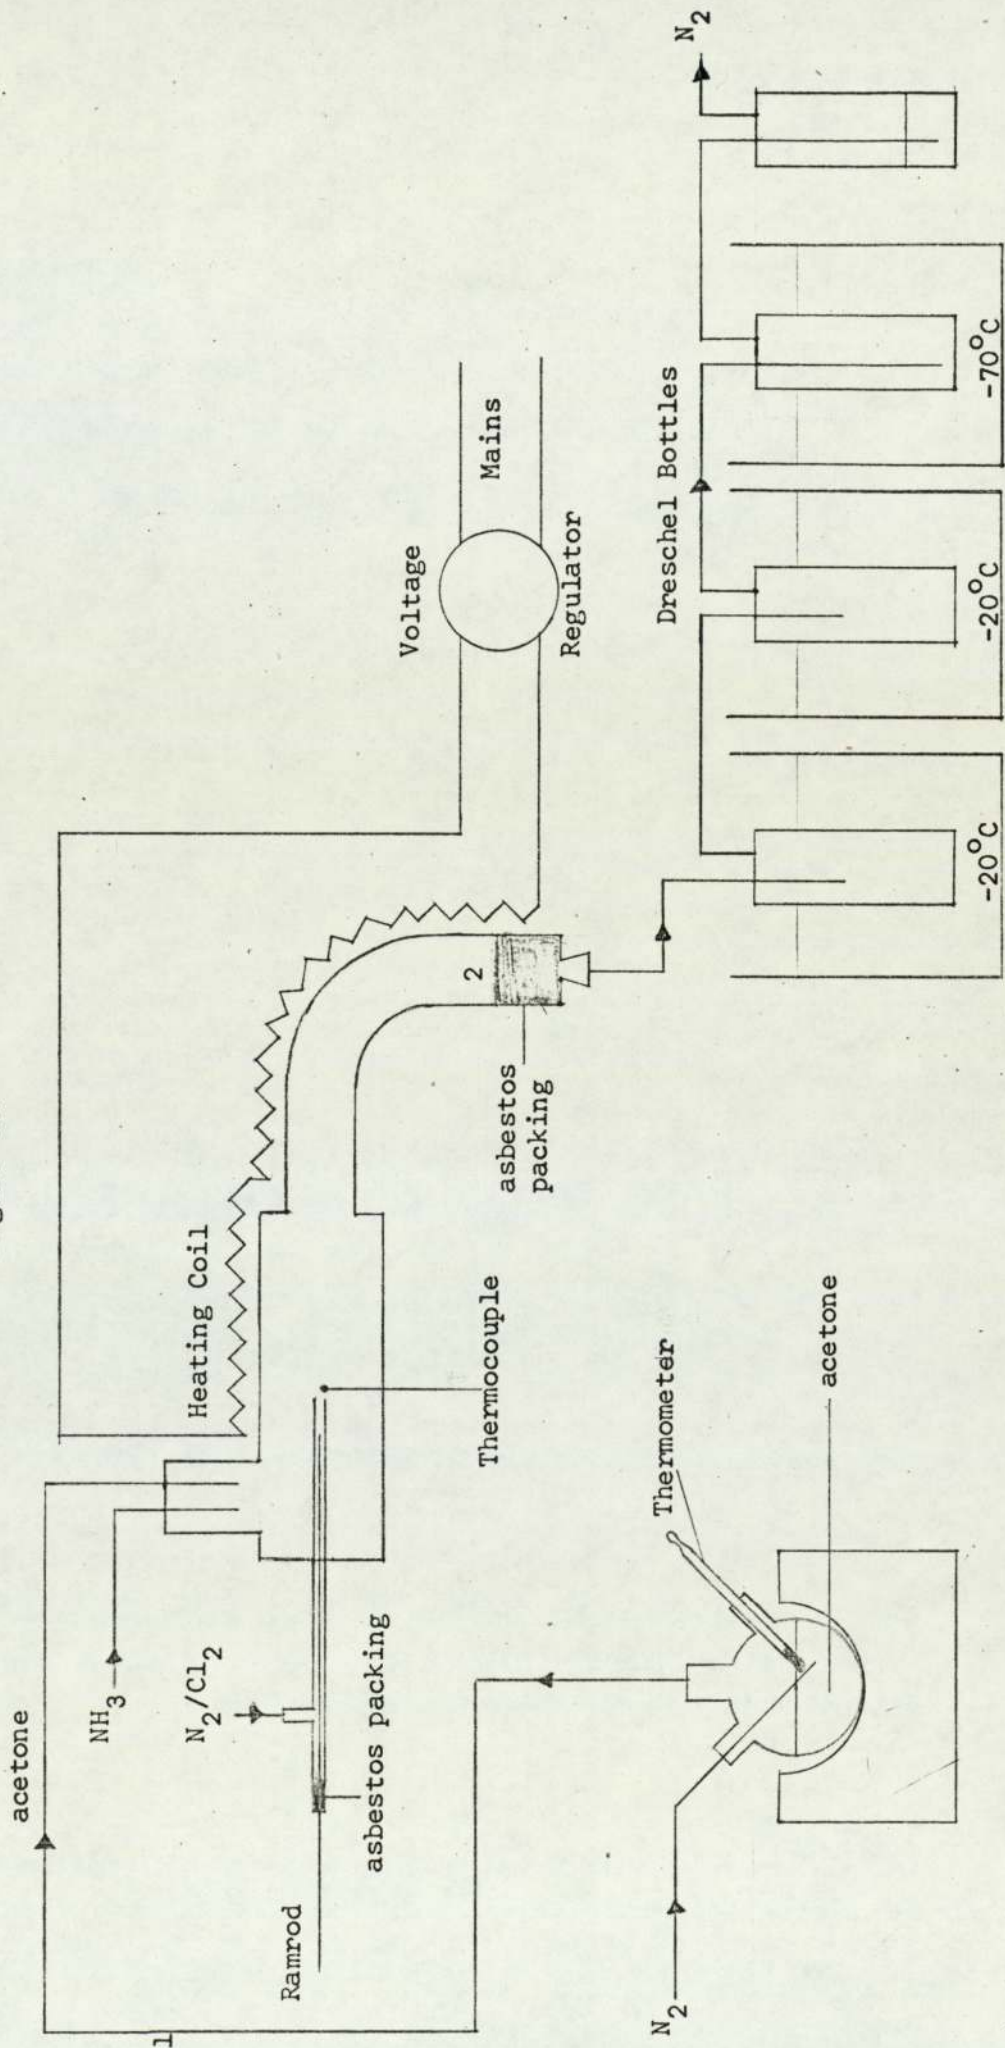 acetone
NH3
N2/Cl2
Ramrod
asbestos packing
Heating Coil
Thermocouple
1
2
asbestos
packing
Voltage
Regulator
Mains
N2
Thermometer
acetone
Dreschel Bottles
-20°C
-20°C
-70°C
N2